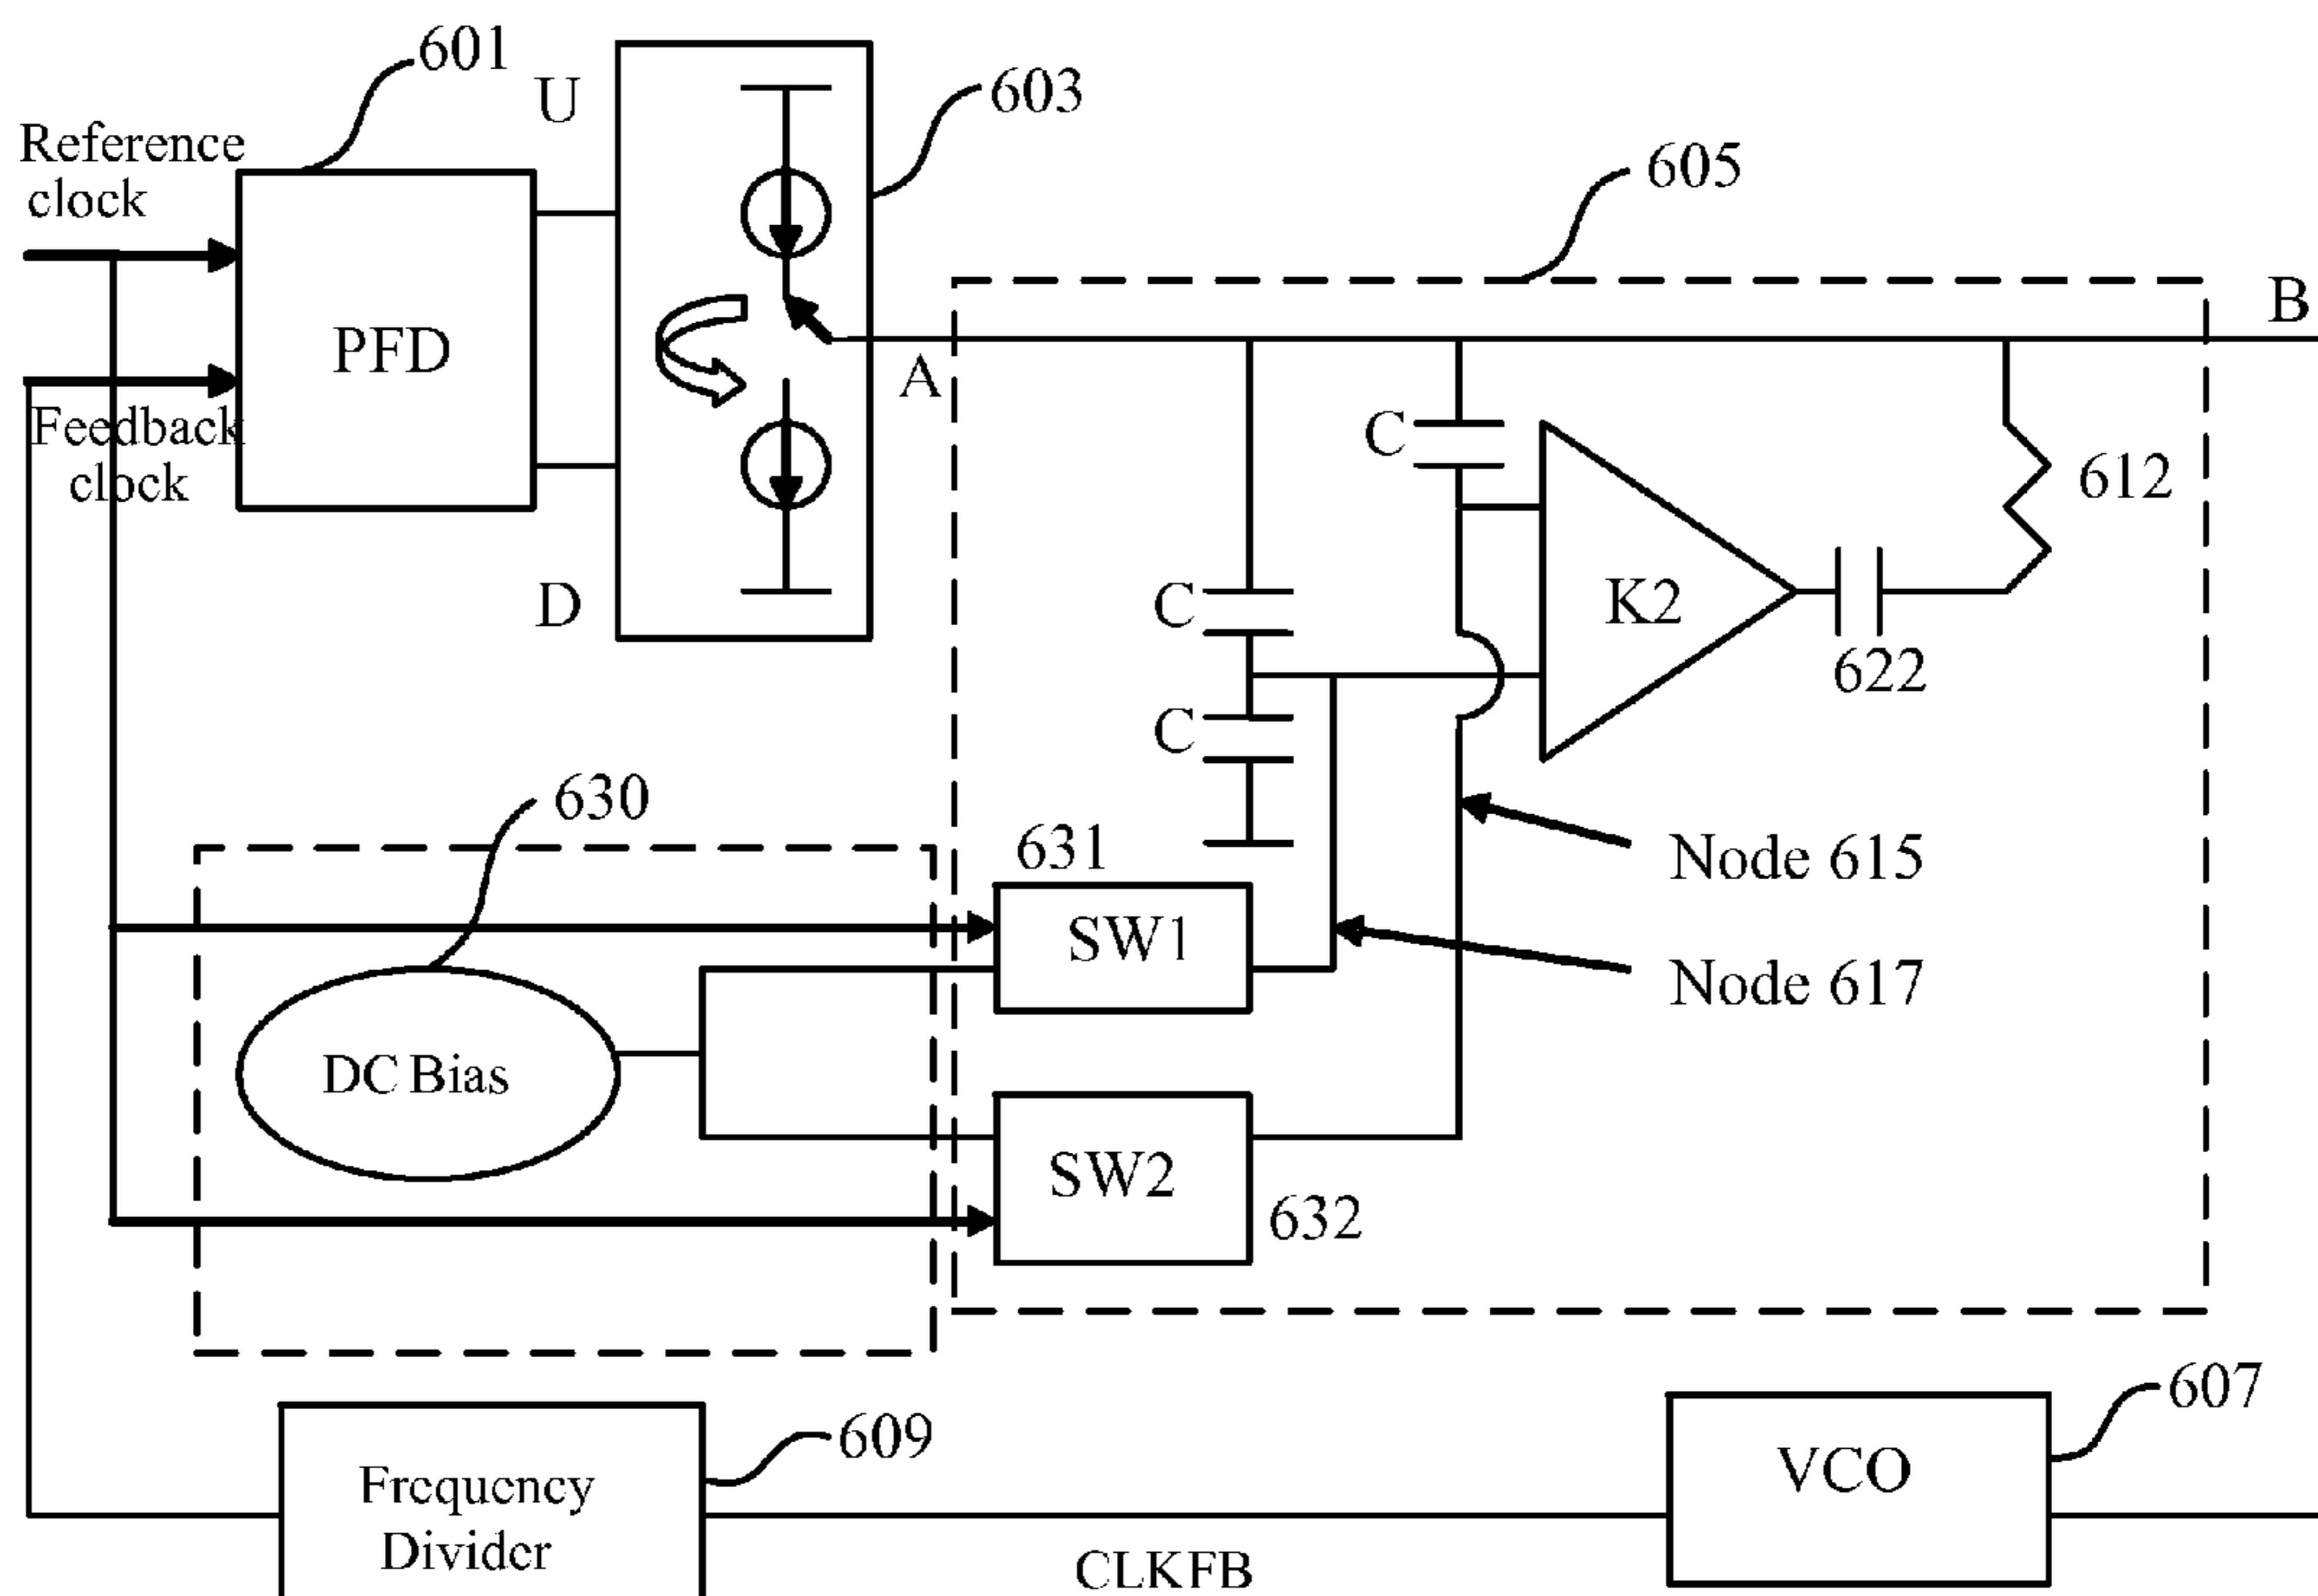 601
U
603
Reference
clock
605
B
PFD
A
Feedback
clock
C
612
D
C
K2
622
C
630
631
Node 615
SW1
Node 617
DC Bias
SW2
632
607
609
VCO
Frequency
Divider
CLKFB